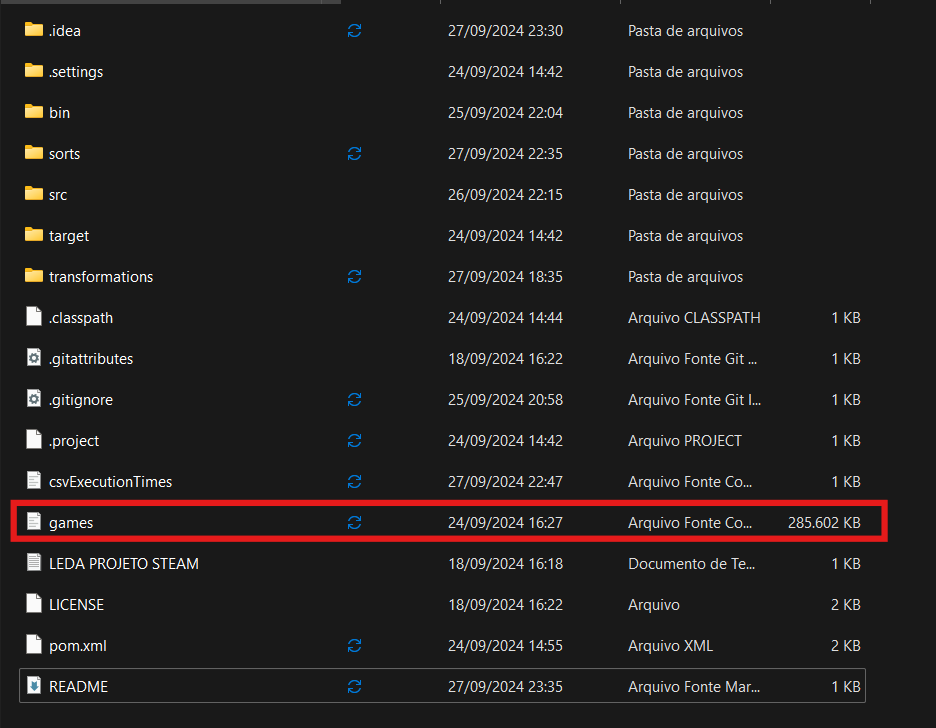 .idea 27/09/2024 23:30 Pasta de arquivos
.settings 24/09/2024 14:42 Pasta de arquivos
bin 25/09/2024 22:04 Pasta de arquivos
sorts 27/09/2024 22:35 Pasta de arquivos
src 26/09/2024 22:15 Pasta de arquivos
target 24/09/2024 14:42 Pasta de arquivos
transformations 27/09/2024 18:35 Pasta de arquivos
.classpath 24/09/2024 14:44 Arquivo CLASSPATH 1 KB
.gitattributes 18/09/2024 16:22 Arquivo Fonte Git ... 1 KB
.gitignore 25/09/2024 20:58 Arquivo Fonte Git I... 1 KB
.project 24/09/2024 14:42 Arquivo PROJECT 1 KB
csvExecutionTimes 27/09/2024 22:47 Arquivo Fonte Co... 1 KB
games 24/09/2024 16:27 Arquivo Fonte Co... 285.602 KB
LEDA PROJETO STEAM 18/09/2024 16:18 Documento de Te... 1 KB
LICENSE 18/09/2024 16:22 Arquivo 2 KB
pom.xml 24/09/2024 14:55 Arquivo XML 2 KB
README 27/09/2024 23:35 Arquivo Fonte Mar... 1 KB